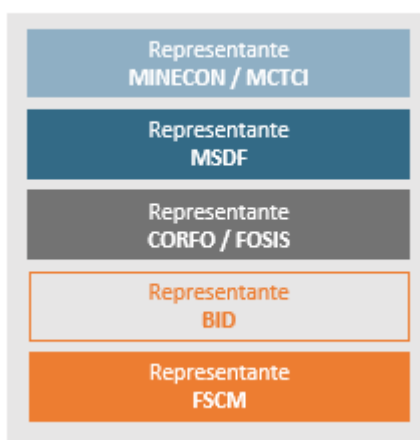 Representante
MINECON / MCTCI
Representante
MSDF
Representante
CORFO / FOSIS
Representante
BID
Representante
FSCM